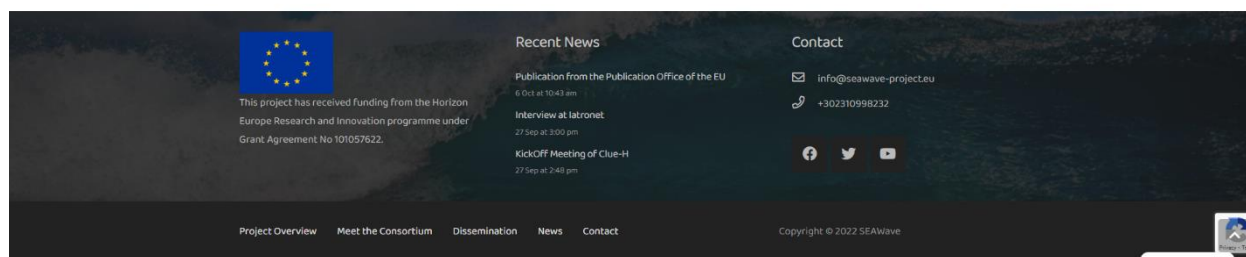 This project has received funding from the Horizon
Europe Research and Innovation programme under
Grant Agreement No 101057622.
Recent News
Publication from the Publication Office of the EU
6 Oct at 10:43 am
Interview at Iatronet
27 Sep at 3:00 pm
KickOff Meeting of Clue-H
27 Sep at 2:48 pm
Contact
info@seawave-project.eu
+302310998232
Project Overview Meet the Consortium Dissemination News Contact
Copyright © 2022 SEAWave